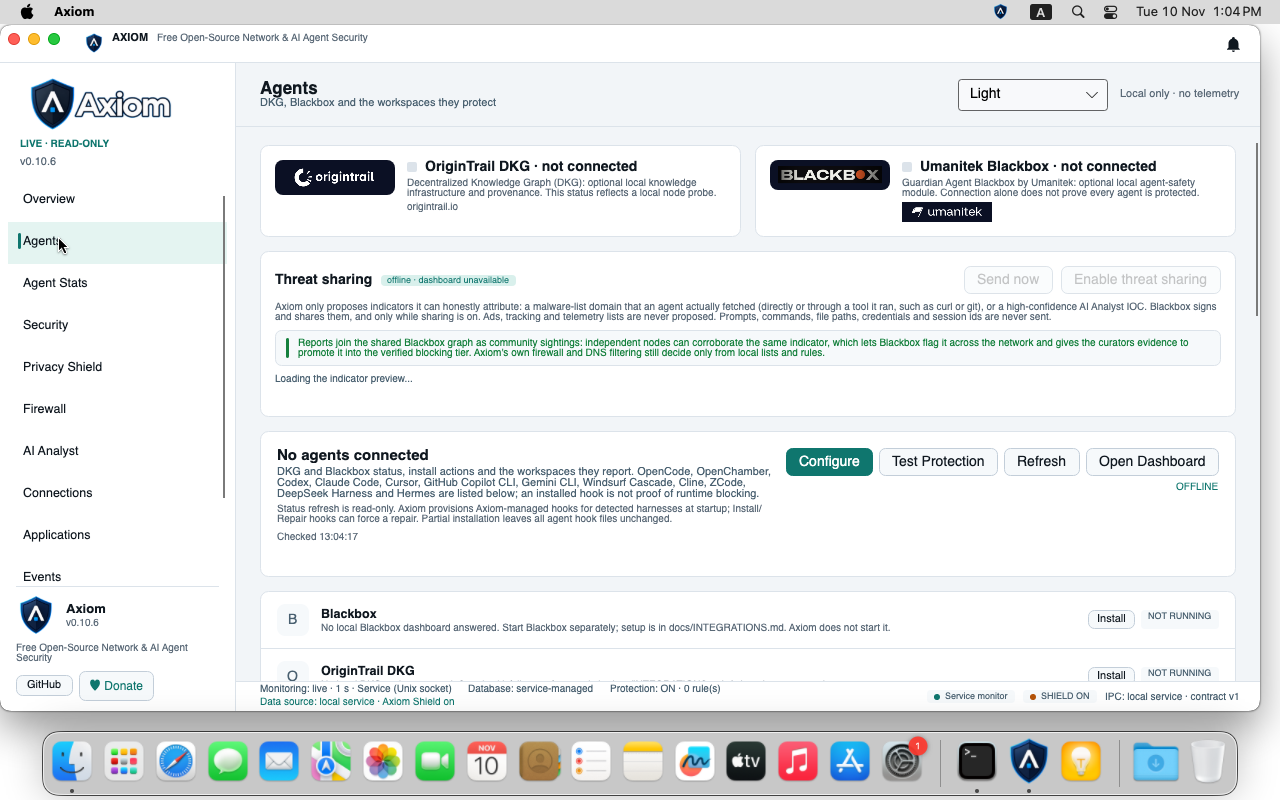 Axiom
A
Tue 10 Nov 1:04 PM
AXIOM Free Open-Source Network & AI Agent Security
Axiom
LIVE · READ-ONLY
v0.10.6
Overview
Agents
Agent Stats
Security
Privacy Shield
Firewall
AI Analyst
Connections
Applications
Events
Axiom
v0.10.6
Free Open-Source Network & AI Agent
Security
GitHub
Donate
Agents
DKG, Blackbox and the workspaces they protect
Light
Local only · no telemetry
origintrail
OriginTrail DKG · not connected
Decentralized Knowledge Graph (DKG): optional local knowledge
infrastructure and provenance. This status reflects a local node probe.
origintrail.io
BLACKBOX
Umanitek Blackbox · not connected
Guardian Agent Blackbox by Umanitek: optional local agent-safety
module. Connection alone does not prove every agent is protected.
umanitek
Threat sharing
offline · dashboard unavailable
Send now
Enable threat sharing
Axiom only proposes indicators it can honestly attribute: a malware-list domain that an agent actually fetched (directly or through a tool it ran, such as curl or git), or a high-confidence AI Analyst IOC. Blackbox signs
and shares them, and only while sharing is on. Ads, tracking and telemetry lists are never proposed. Prompts, commands, file paths, credentials and session ids are never sent.
Reports join the shared Blackbox graph as community sightings: independent nodes can corroborate the same indicator, which lets Blackbox flag it across the network and gives the curators evidence to
promote it into the verified blocking tier. Axiom's own firewall and DNS filtering still decide only from local lists and rules.
Loading the indicator preview...
No agents connected
DKG and Blackbox status, install actions and the workspaces they report. OpenCode, OpenChamber,
Codex, Claude Code, Cursor, GitHub Copilot CLI, Gemini CLI, Windsurf Cascade, Cline, ZCode,
DeepSeek Harness and Hermes are listed below; an installed hook is not proof of runtime blocking.
Status refresh is read-only. Axiom provisions Axiom-managed hooks for detected harnesses at startup; Install/
Repair hooks can force a repair. Partial installation leaves all agent hook files unchanged.
Checked 13:04:17
Configure
Test Protection
Refresh
Open Dashboard
OFFLINE
B
Blackbox
No local Blackbox dashboard answered. Start Blackbox separately; setup is in docs/INTEGRATIONS.md. Axiom does not start it.
Install
NOT RUNNING
O
OriginTrail DKG
Install
NOT RUNNING
Monitoring: live · 1 s · Service (Unix socket)
Database: service-managed
Protection: ON · 0 rule(s)
Data source: local service · Axiom Shield on
Service monitor
SHIELD ON
IPC: local service · contract v1
NOV
10
tv
1